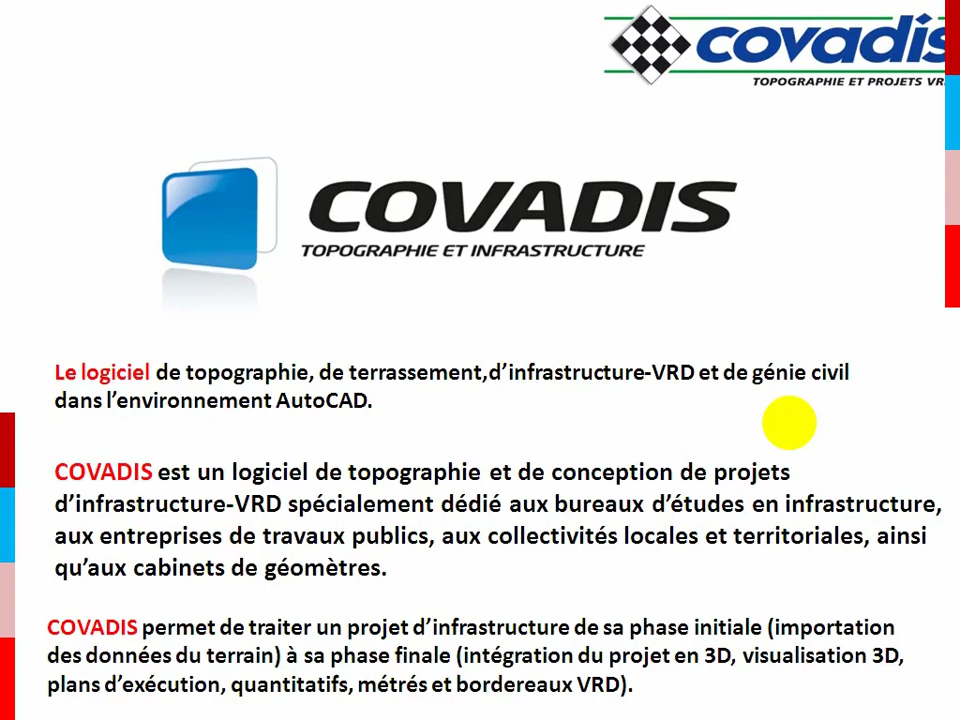 covadis
TOPOGRAPHIE ET PROJETS VR
COVADIS
TOPOGRAPHIE ET INFRASTRUCTURE
Le logiciel de topographie, de terrassement,d’infrastructure-VRD et de génie civil
dans l’environnement AutoCAD.
COVADIS est un logiciel de topographie et de conception de projets
d’infrastructure-VRD spécialement dédié aux bureaux d’études en infrastructure,
aux entreprises de travaux publics, aux collectivités locales et territoriales, ainsi
qu’aux cabinets de géomètres.
COVADIS permet de traiter un projet d’infrastructure de sa phase initiale (importation
des données du terrain) à sa phase finale (intégration du projet en 3D, visualisation 3D,
plans d’exécution, quantitatifs, métrés et bordereaux VRD).